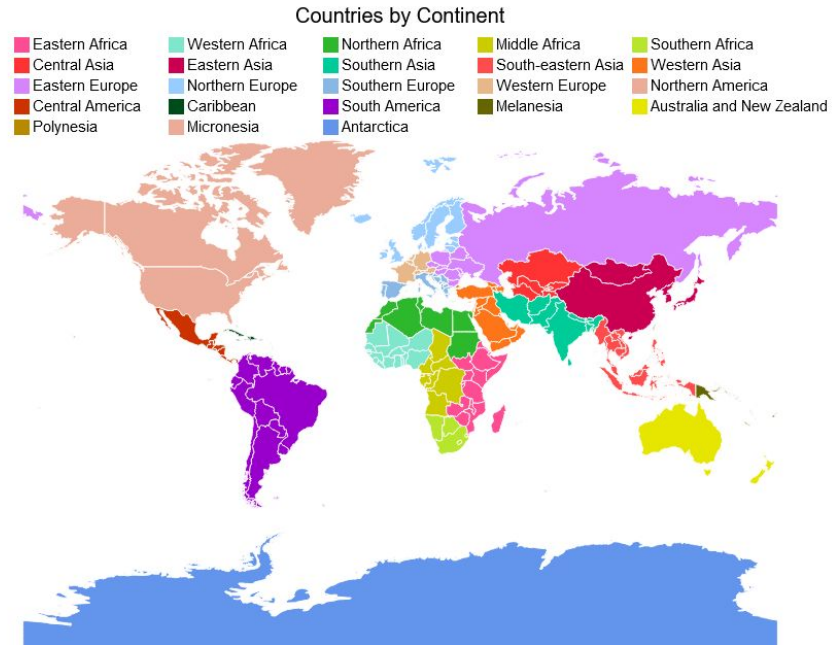 Countries by Continent
Eastern Africa Western Africa Northern Africa Middle Africa Southern Africa
Central Asia Eastern Asia Southern Asia South-eastern Asia Western Asia
Eastern Europe Northern Europe Southern Europe Western Europe Northern America
Central America Caribbean South America Melanesia Australia and New Zealand
Polynesia Micronesia Antarctica